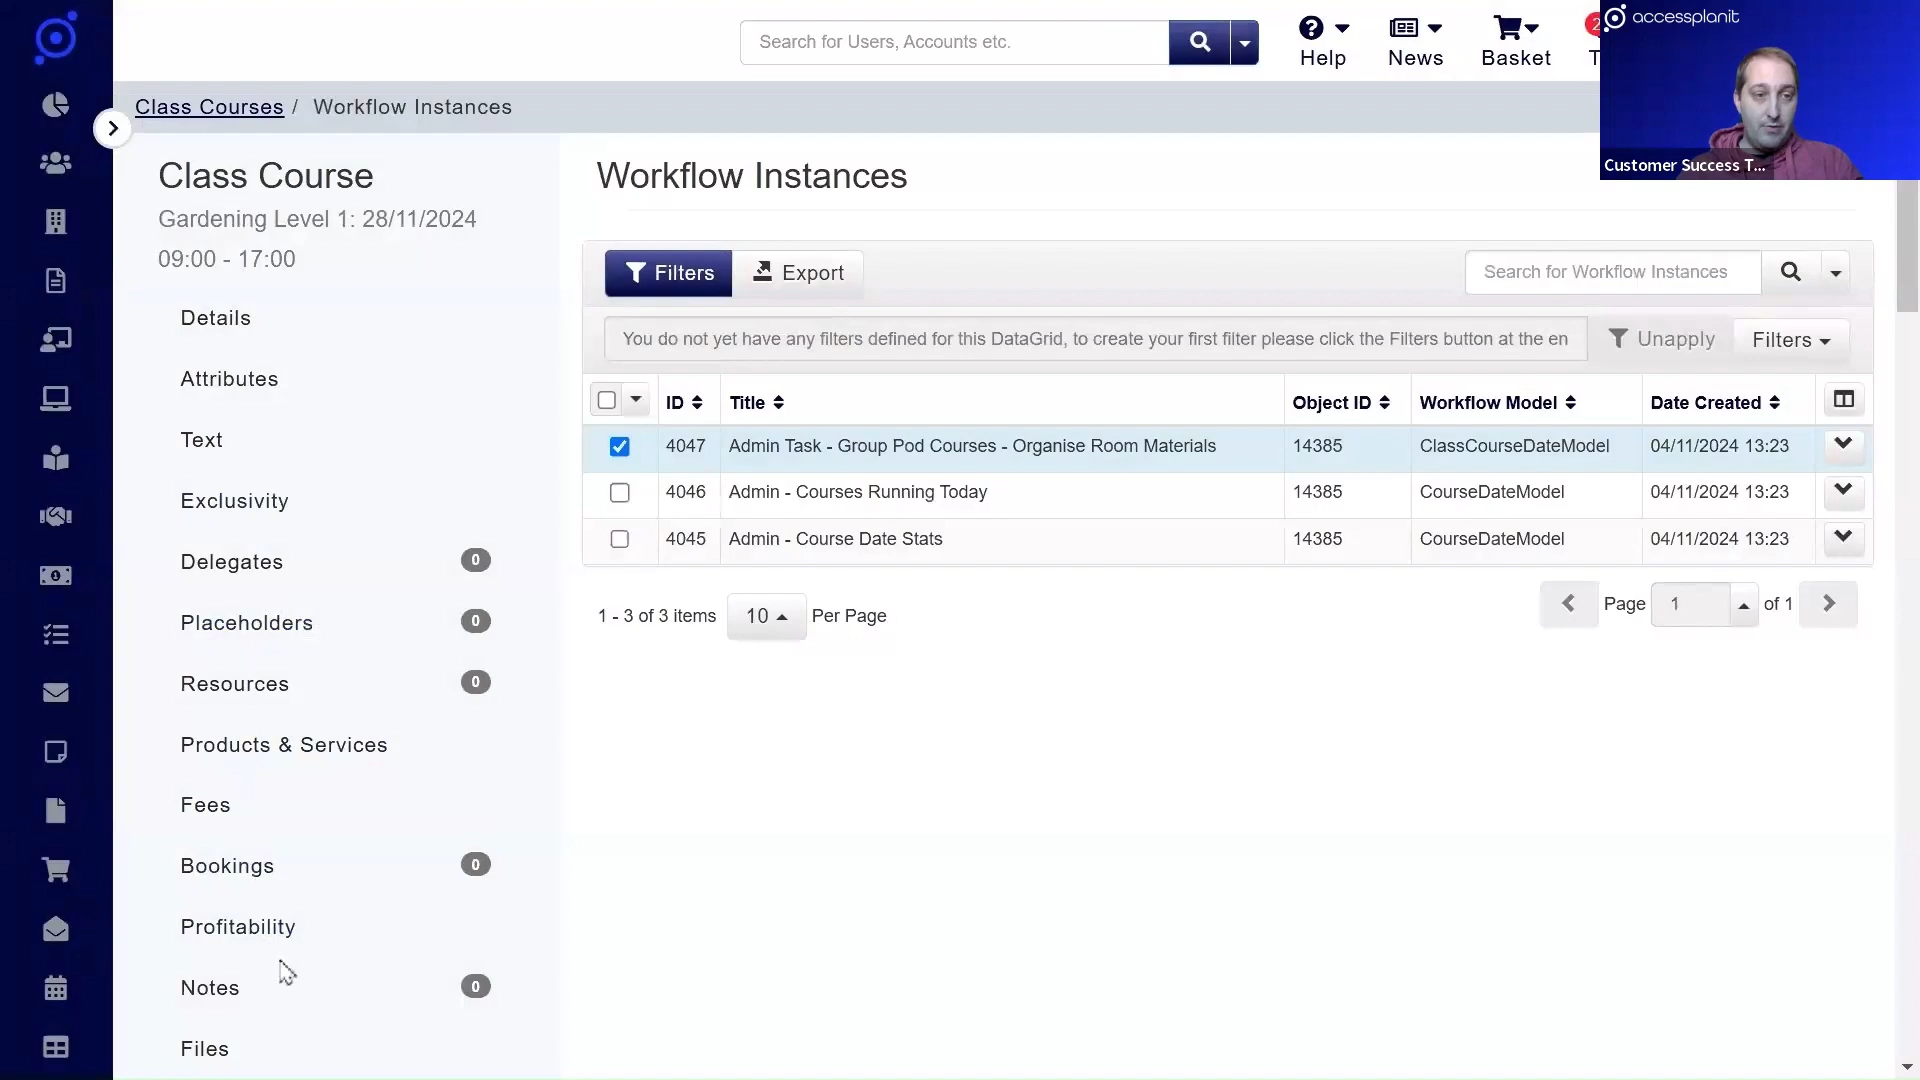 Search for Users, Accounts etc.
Help
News
Basket
2
T
accessplanit
Customer Success T...
Class Courses / Workflow Instances
Class Course
Gardening Level 1: 28/11/2024
09:00 - 17:00
Details
Attributes
Text
Exclusivity
Delegates 0
Placeholders 0
Resources 0
Products & Services
Fees
Bookings 0
Profitability
Notes 0
Files
Workflow Instances
Filters
Export
Search for Workflow Instances
You do not yet have any filters defined for this DataGrid, to create your first filter please click the Filters button at the en
Unapply
Filters
ID Title Object ID Workflow Model Date Created
4047 Admin Task - Group Pod Courses - Organise Room Materials 14385 ClassCourseDateModel 04/11/2024 13:23
4046 Admin - Courses Running Today 14385 CourseDateModel 04/11/2024 13:23
4045 Admin - Course Date Stats 14385 CourseDateModel 04/11/2024 13:23
1 - 3 of 3 items 10 Per Page
Page 1 of 1